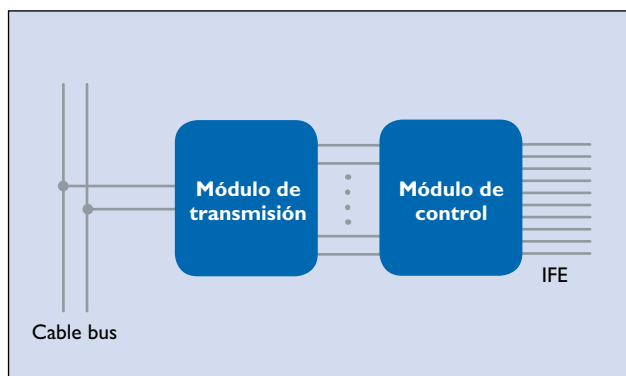 Módulo de
transmisión
Módulo de
control
IFE
Cable bus